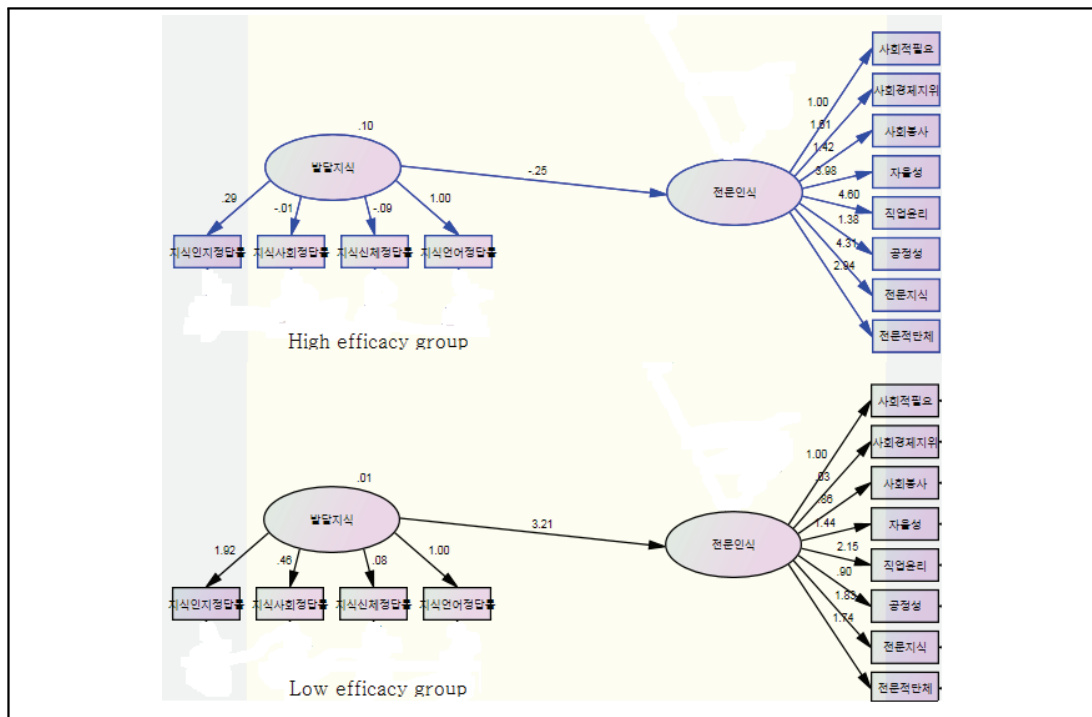 사회적필요
1.00
사회경제지위
.10
1.61
사회봉사
1.42
발달지식
-.25
3.98
자율성
전문인식
.29
-.01
-.09
1.00
4.60
직업윤리
1.38
지식인지정답률
지식사회정답률
지식신체정답률
지식언어정답률
4.31
공정성
2.94
전문지식
High efficacy group
전문적단체
사회적필요
1.00
사회경제지위
.01
.03
사회봉사
.86
발달지식
3.21
1.44
자율성
전문인식
1.92
.46
.08
1.00
2.15
직업윤리
.90
지식인지정답률
지식사회정답률
지식신체정답률
지식언어정답률
1.83
공정성
1.74
전문지식
Low efficacy group
전문적단체